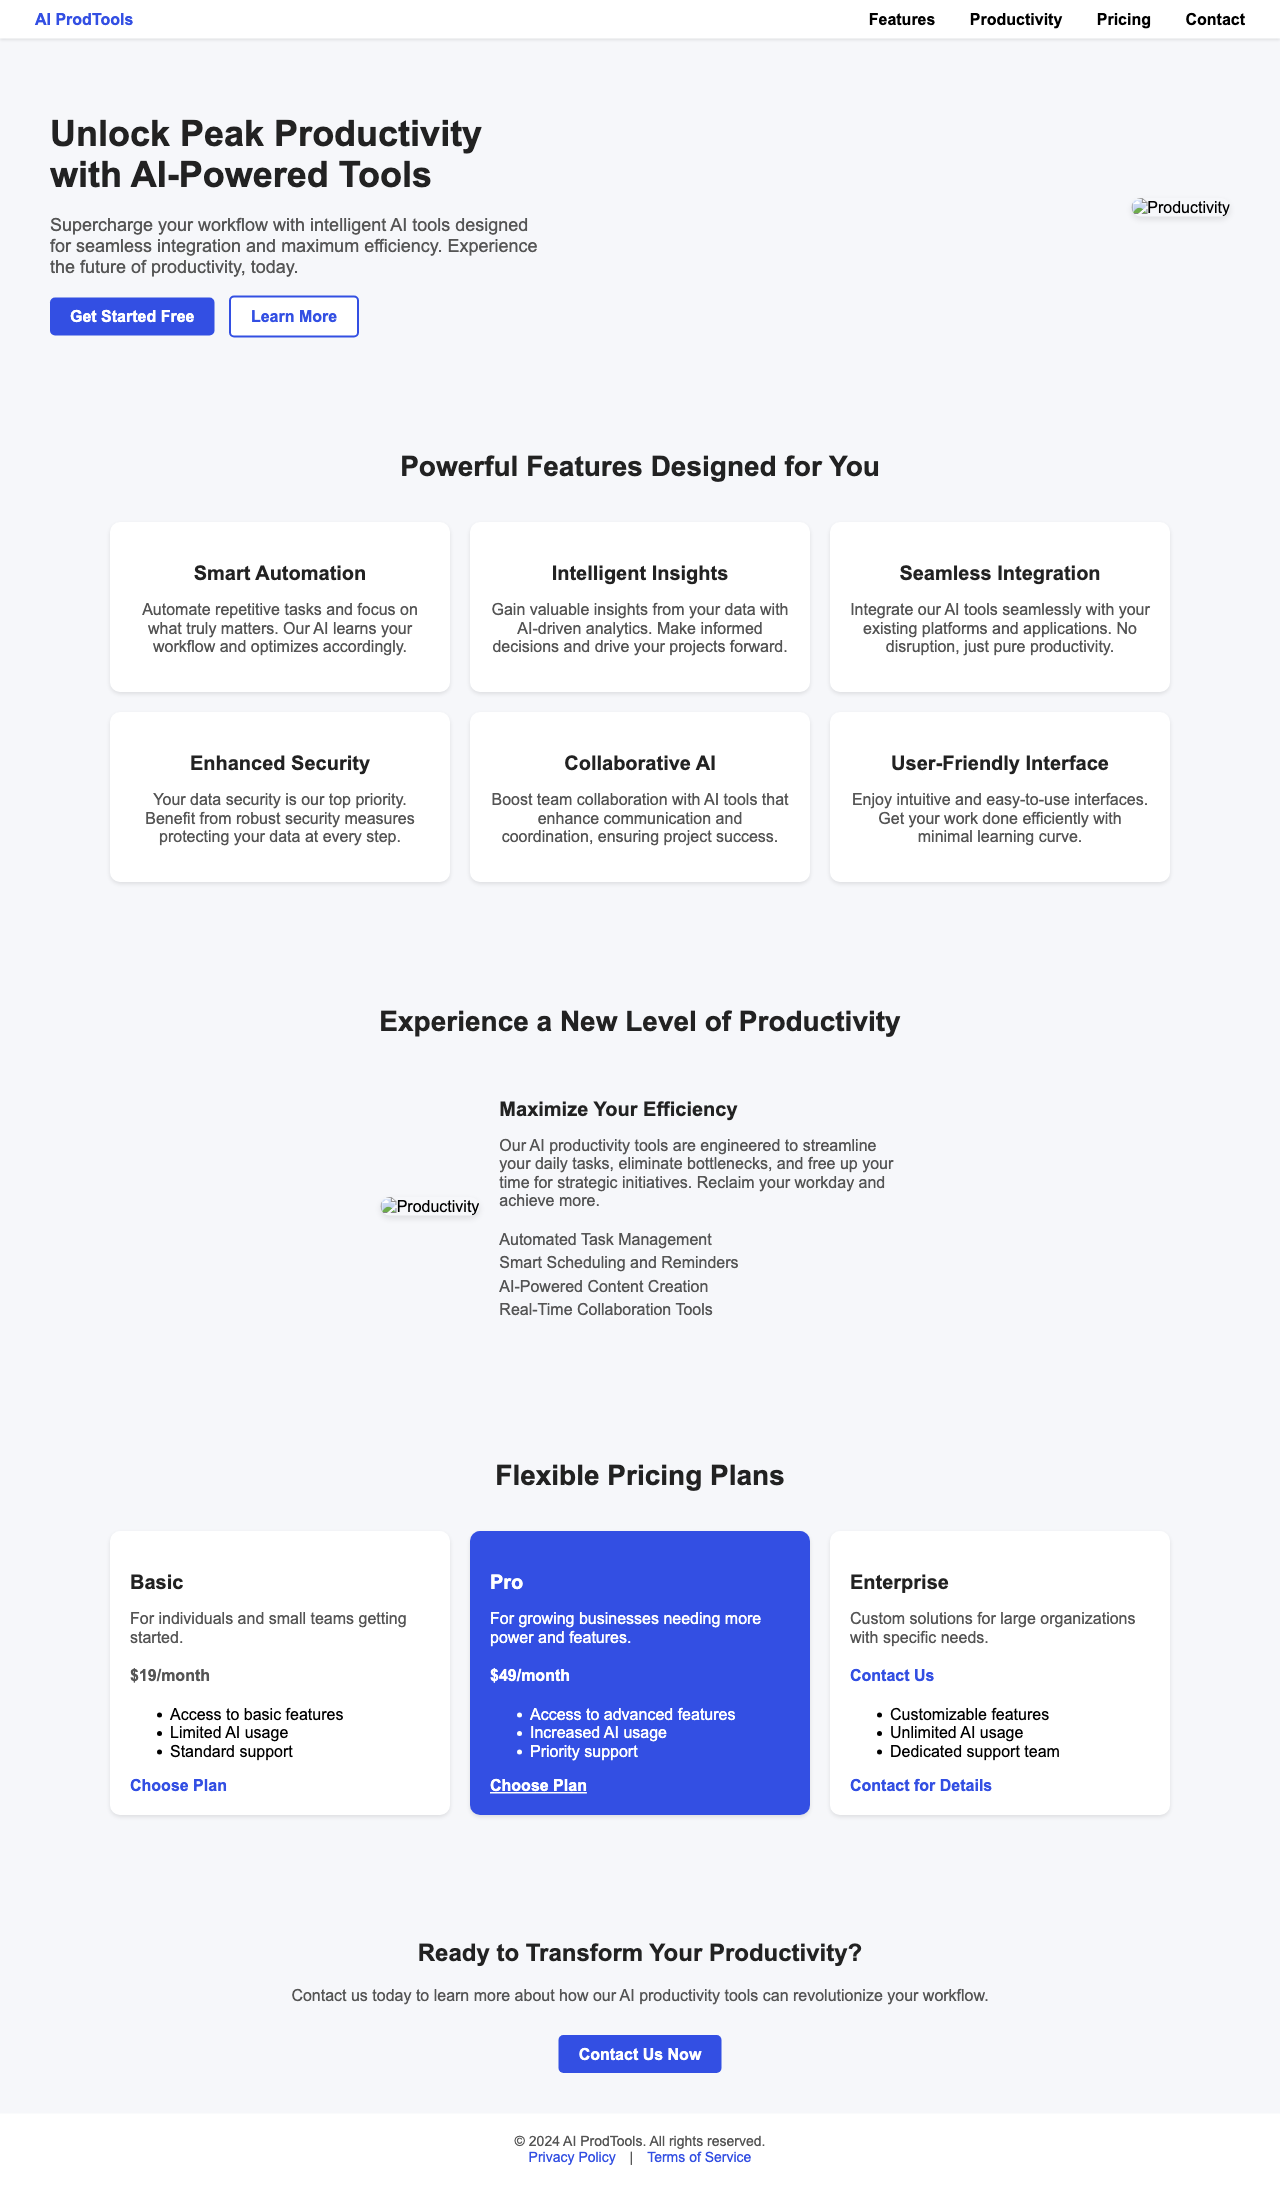 AI ProdTools
Features
Productivity
Pricing
Contact
Unlock Peak Productivity
with AI-Powered Tools
Supercharge your workflow with intelligent AI tools designed
for seamless integration and maximum efficiency. Experience
the future of productivity, today.
Get Started Free
Learn More
Productivity
Powerful Features Designed for You
Smart Automation
Automate repetitive tasks and focus on
what truly matters. Our AI learns your
workflow and optimizes accordingly.
Intelligent Insights
Gain valuable insights from your data with
AI-driven analytics. Make informed
decisions and drive your projects forward.
Seamless Integration
Integrate our AI tools seamlessly with your
existing platforms and applications. No
disruption, just pure productivity.
Enhanced Security
Your data security is our top priority.
Benefit from robust security measures
protecting your data at every step.
Collaborative AI
Boost team collaboration with AI tools that
enhance communication and
coordination, ensuring project success.
User-Friendly Interface
Enjoy intuitive and easy-to-use interfaces.
Get your work done efficiently with
minimal learning curve.
Experience a New Level of Productivity
Productivity
Maximize Your Efficiency
Our AI productivity tools are engineered to streamline
your daily tasks, eliminate bottlenecks, and free up your
time for strategic initiatives. Reclaim your workday and
achieve more.
Automated Task Management
Smart Scheduling and Reminders
AI-Powered Content Creation
Real-Time Collaboration Tools
Flexible Pricing Plans
Basic
For individuals and small teams getting
started.
$19/month
• Access to basic features
• Limited AI usage
• Standard support
Choose Plan
Pro
For growing businesses needing more
power and features.
$49/month
• Access to advanced features
• Increased AI usage
• Priority support
Choose Plan
Enterprise
Custom solutions for large organizations
with specific needs.
Contact Us
• Customizable features
• Unlimited AI usage
• Dedicated support team
Contact for Details
Ready to Transform Your Productivity?
Contact us today to learn more about how our AI productivity tools can revolutionize your workflow.
Contact Us Now
© 2024 AI ProdTools. All rights reserved.
Privacy Policy | Terms of Service